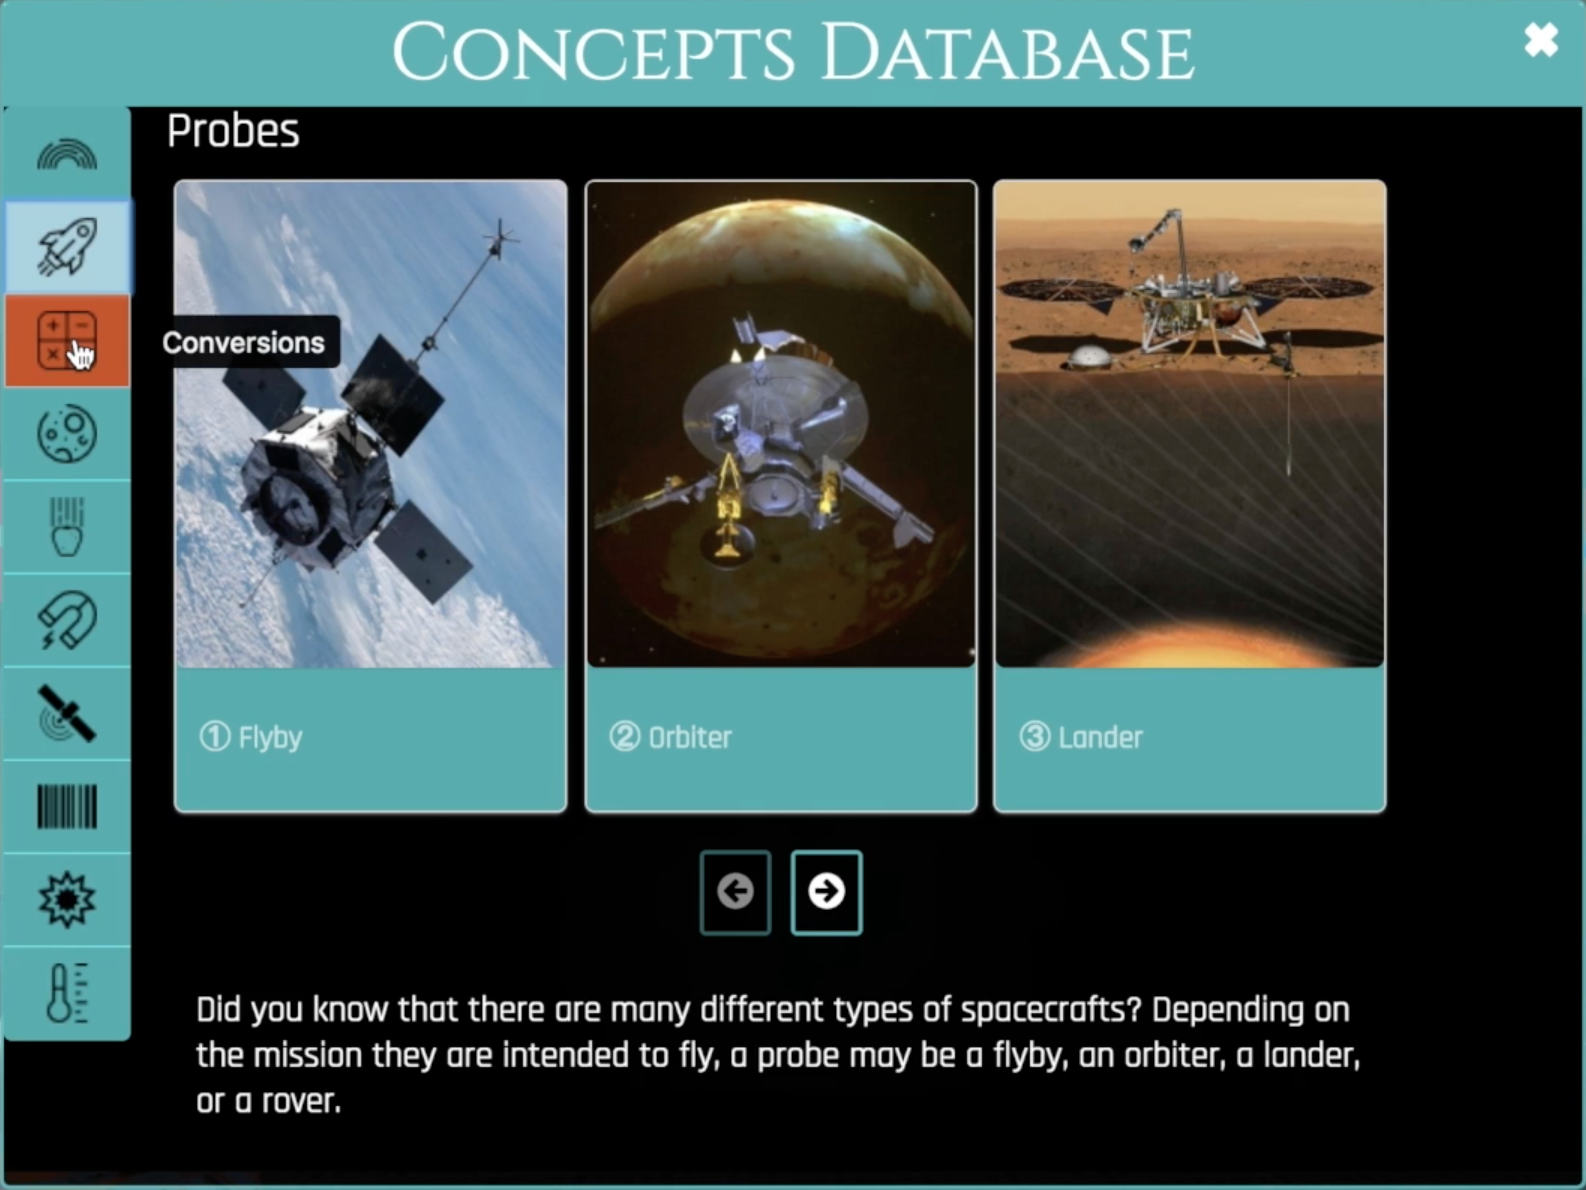 CONCEPTS DATABASE
Probes
Conversions
① Flyby
② Orbiter
③ Lander
Did you know that there are many different types of spacecrafts? Depending on
the mission they are intended to fly, a probe may be a flyby, an orbiter, a lander,
or a rover.